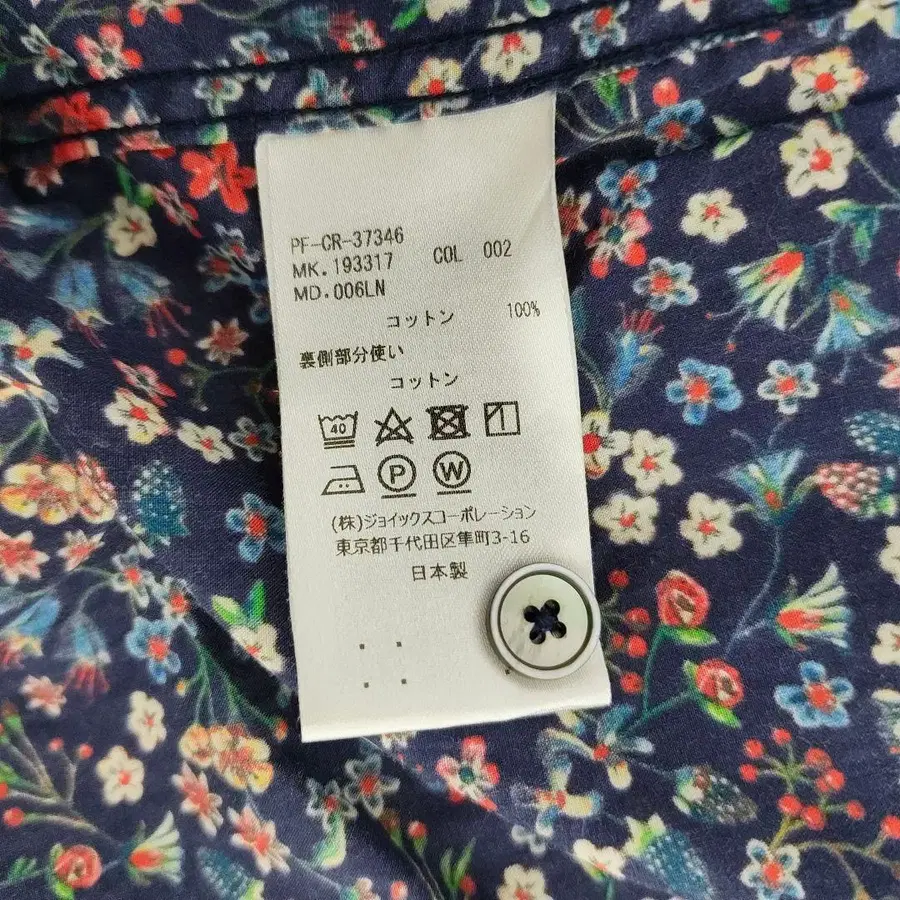 PF-CR-37346
MK.193317 COL 002
MD.006LN
コットン 100%
裏側部分使い
コットン
40
P W
(株)ジョイックスコーポレーション
東京都千代田区隼町3-16
日本製